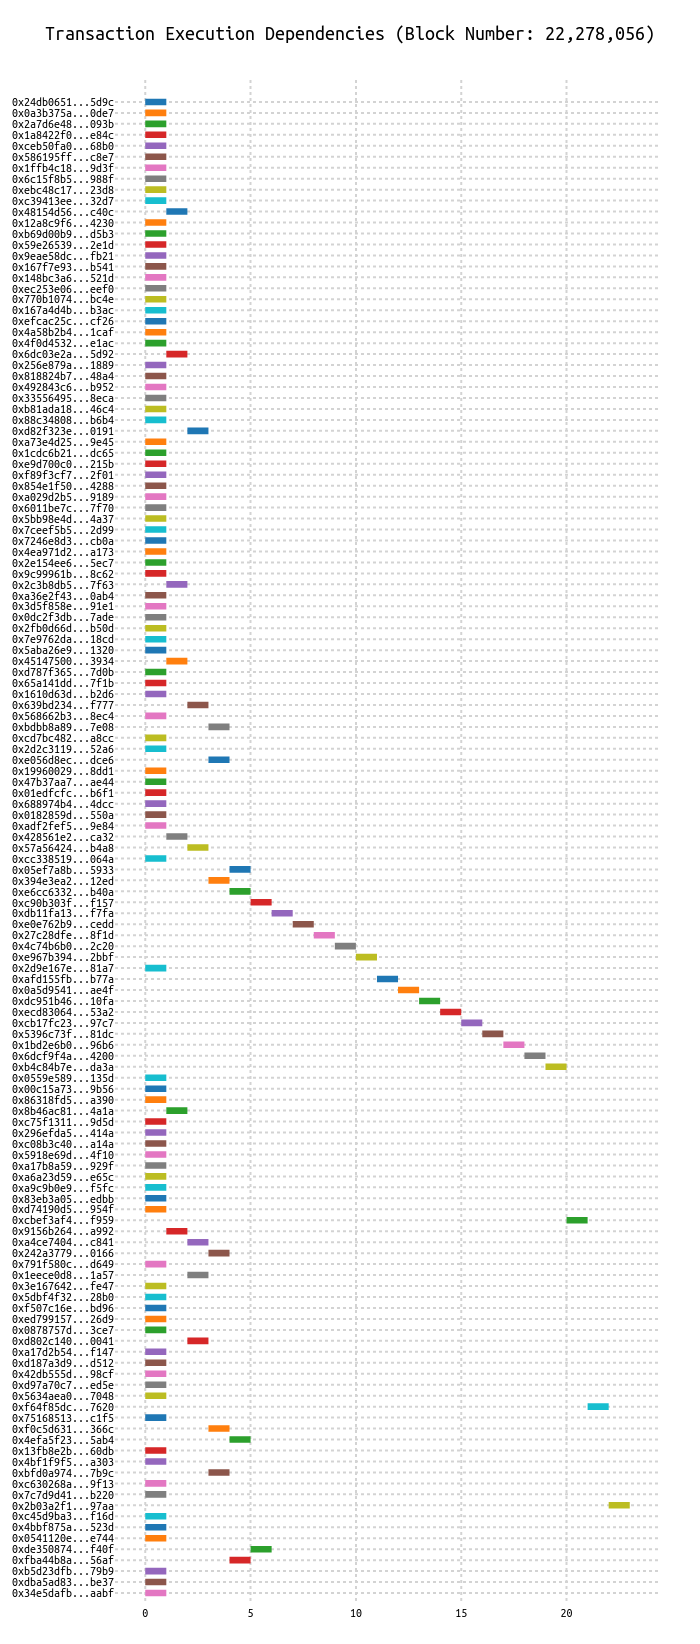 Transaction Execution Dependencies (Block Number: 22,278,056)
0x24db0651...5d9c
0x0a3b375a...0de7
0x2a7d6e48...093b
0x1a8422f0...e84c
0xceb50fa0...68b0
0x586195ff...c8e7
0x1ffb4c18...9d3f
0x6c15f8b5...988f
0xebc48c17...23d8
0xc39413ee...32d7
0x48154d56...c40c
0x12a8c9f6...4230
0xb69d00b9...d5b3
0x59e26539...2e1d
0x9eae58dc...fb21
0x167f7e93...b541
0x148bc3a6...521d
0xec253e06...eef0
0x770b1074...bc4e
0x167a4d4b...b3ac
0xefcac25c...cf26
0x4a58b2b4...1caf
0x4f0d4532...e1ac
0x6dc03e2a...5d92
0x256e879a...1889
0x818824b7...48a4
0x492843c6...b952
0x33556495...8eca
0xb81ada18...46c4
0x88c34808...b6b4
0xd82f323e...0191
0xa73e4d25...9e45
0x1cdc6b21...dc65
0xe9d700c0...215b
0xf89f3cf7...2f01
0x854e1f50...4288
0xa029d2b5...9189
0x6011be7c...7f70
0x5bb98e4d...4a37
0x7ceef5b5...2d99
0x7246e8d3...cb0a
0x4ea971d2...a173
0x2e154ee6...5ec7
0x9c99961b...8c62
0x2c3b8db5...7f63
0xa36e2f43...0ab4
0x3d5f858e...91e1
0x0dc2f3db...7ade
0x2fb0d66d...b50d
0x7e9762da...18cd
0x5aba26e9...1320
0x45147500...3934
0xd787f365...7d0b
0x65a141dd...7f1b
0x1610d63d...b2d6
0x639bd234...f777
0x568662b3...8ec4
0xbdbb8a89...7e08
0xcd7bc482...a8cc
0x2d2c3119...52a6
0xe056d8ec...dce6
0x19960029...8dd1
0x47b37aa7...ae44
0x01edfcfc...b6f1
0x688974b4...4dcc
0x0182859d...550a
0xadf2fef5...9e84
0x428561e2...ca32
0x57a56424...b4a8
0xcc338519...064a
0x05ef7a8b...5933
0x394e3ea2...12ed
0xe6cc6332...b40a
0xc90b303f...f157
0xdb11fa13...f7fa
0xe0e762b9...cedd
0x27c28dfe...8f1d
0x4c74b6b0...2c20
0xe967b394...2bbf
0x2d9e167e...81a7
0xafd155fb...b77a
0x0a5d9541...ae4f
0xdc951b46...10fa
0xecd83064...53a2
0xcb17fc23...97c7
0x5396c73f...81dc
0x1bd2e6b0...96b6
0x6dcf9f4a...4200
0xb4c84b7e...da3a
0x0559e589...135d
0x00c15a73...9b56
0x86318fd5...a390
0x8b46ac81...4a1a
0xc75f1311...9d5d
0x296efda5...414a
0xc08b3c40...a14a
0x5918e69d...4f10
0xa17b8a59...929f
0xa6a23d59...e65c
0xa9c9b0e9...f5fc
0x83eb3a05...edbb
0xd74190d5...954f
0xcbef3af4...f959
0x9156b264...a992
0xa4ce7404...c841
0x242a3779...0166
0x791f580c...d649
0x1eece0d8...1a57
0x3e167642...fe47
0x5dbf4f32...28b0
0xf507c16e...bd96
0xed799157...26d9
0x0878757d...3ce7
0xd802c140...0041
0xa17d2b54...f147
0xd187a3d9...d512
0x42db555d...98cf
0xd97a70c7...ed5e
0x5634aea0...7048
0xf64f85dc...7620
0x75168513...c1f5
0xf0c5d631...366c
0x4efa5f23...5ab4
0x13fb8e2b...60db
0x4bf1f9f5...a303
0xbfd0a974...7b9c
0xc630268a...9f13
0x7c7d9d41...b220
0x2b03a2f1...97aa
0xc45d9ba3...f16d
0x4bbf875a...523d
0x0541120e...e744
0xde350874...f40f
0xfba44b8a...56af
0xb5d23dfb...79b9
0xdba5ad83...be37
0x34e5dafb...aabf
0 5 10 15 20